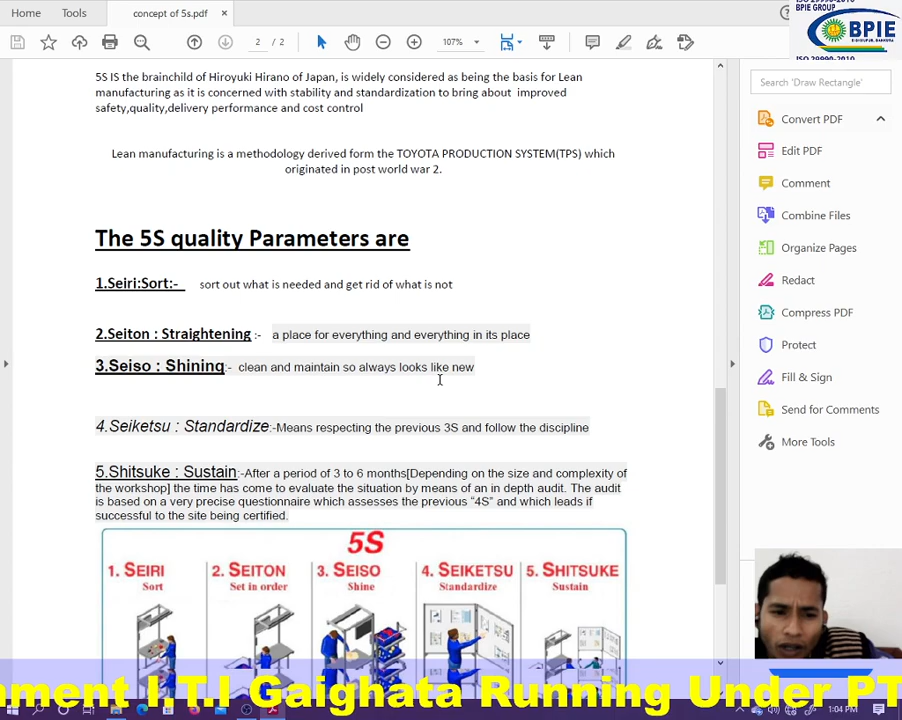 Home
Tools
concept of 5s.pdf
×
ISO 29990-2010
BPIE GROUP
BPIE
ISO 29990-2010
2 / 2
107%
Search 'Draw Rectangle'
Convert PDF
Edit PDF
Comment
Combine Files
Organize Pages
Redact
Compress PDF
Protect
Fill & Sign
Send for Comments
More Tools
5S IS the brainchild of Hiroyuki Hirano of Japan, is widely considered as being the basis for Lean
manufacturing as it is concerned with stability and standardization to bring about improved
safety,quality,delivery performance and cost control
Lean manufacturing is a methodology derived form the TOYOTA PRODUCTION SYSTEM(TPS) which
originated in post world war 2.
The 5S quality Parameters are
1.Seiri:Sort:- sort out what is needed and get rid of what is not
2.Seiton : Straightening :- a place for everything and everything in its place
3.Seiso : Shining:- clean and maintain so always looks like new
4.Seiketsu : Standardize:-Means respecting the previous 3S and follow the discipline
5.Shitsuke : Sustain:-After a period of 3 to 6 months[Depending on the size and complexity of
the workshop] the time has come to evaluate the situation by means of an in depth audit. The audit
is based on a very precise questionnaire which assesses the previous “4S” and which leads if
successful to the site being certified.
5S
1. SEIRI
Sort
2. SEITON
Set in order
3. SEISO
Shine
4. SEIKETSU
Standardize
5. SHITSUKE
Sustain
nment I.T.I Gaighata Running Under PT
1:04 PM